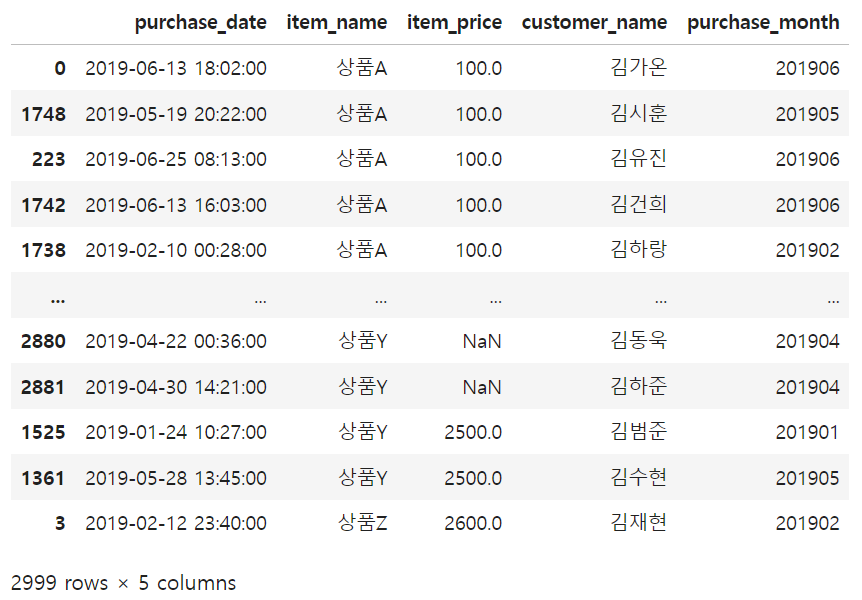 purchase_date item_name item_price customer_name purchase_month
0 2019-06-13 18:02:00 상품A 100.0 김가온 201906
1748 2019-05-19 20:22:00 상품A 100.0 김시훈 201905
223 2019-06-25 08:13:00 상품A 100.0 김유진 201906
1742 2019-06-13 16:03:00 상품A 100.0 김건희 201906
1738 2019-02-10 00:28:00 상품A 100.0 김하랑 201902
... ... ... ... ... ...
2880 2019-04-22 00:36:00 상품Y NaN 김동욱 201904
2881 2019-04-30 14:21:00 상품Y NaN 김하준 201904
1525 2019-01-24 10:27:00 상품Y 2500.0 김범준 201901
1361 2019-05-28 13:45:00 상품Y 2500.0 김수현 201905
3 2019-02-12 23:40:00 상품Z 2600.0 김재현 201902
2999 rows × 5 columns